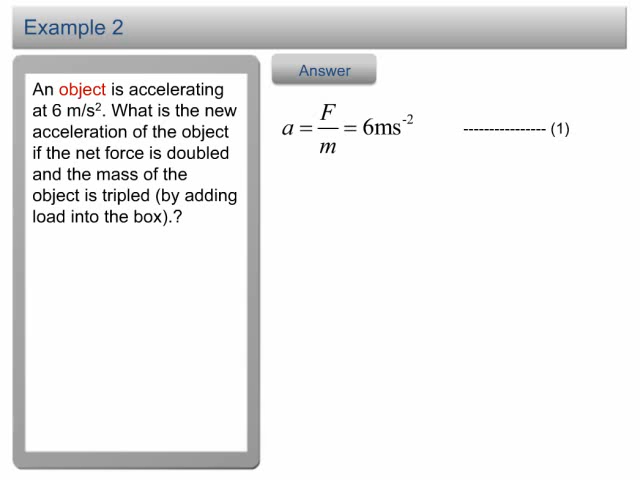 Example 2
An object is accelerating
at 6 m/s². What is the new
acceleration of the object
if the net force is doubled
and the mass of the
object is tripled (by adding
load into the box).?
Answer
a = F/m = 6ms⁻² ---------------- (1)